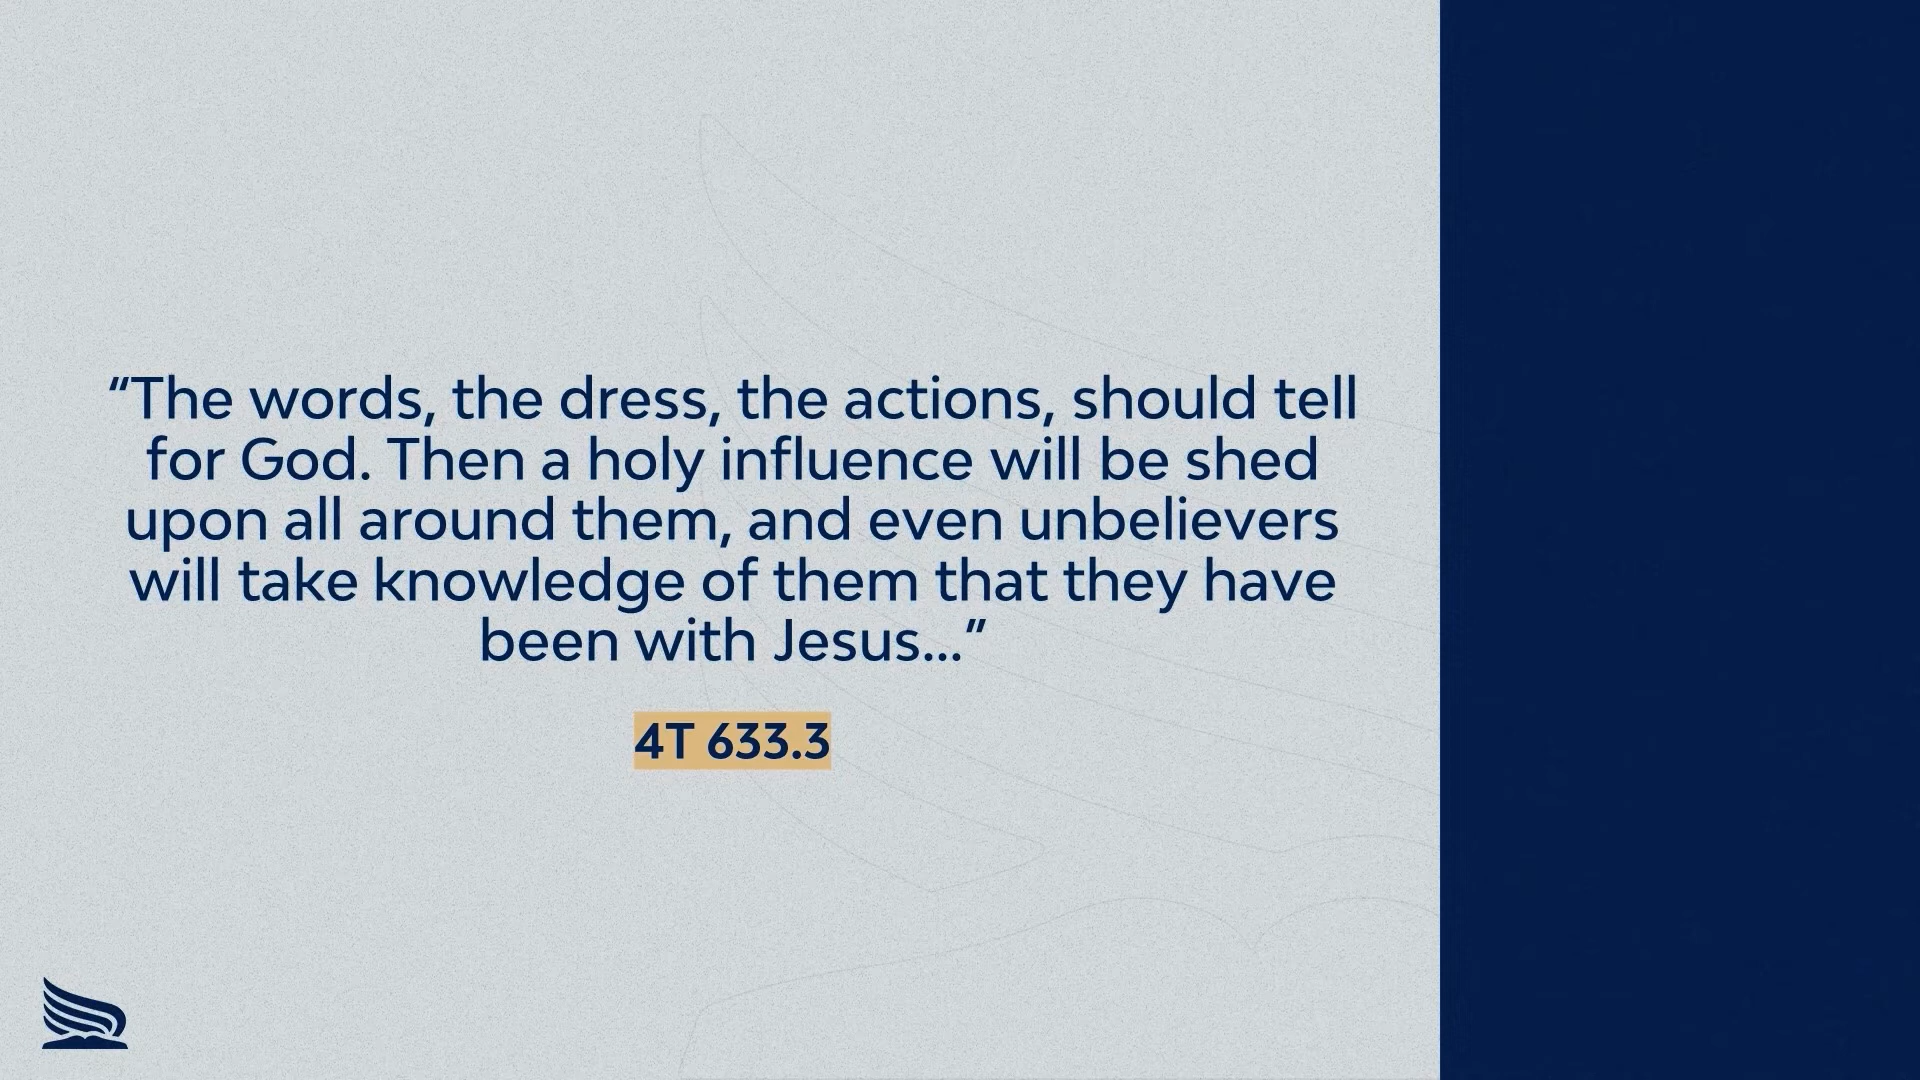 “The words, the dress, the actions, should tell
for God. Then a holy influence will be shed
upon all around them, and even unbelievers
will take knowledge of them that they have
been with Jesus...”
4T 633.3